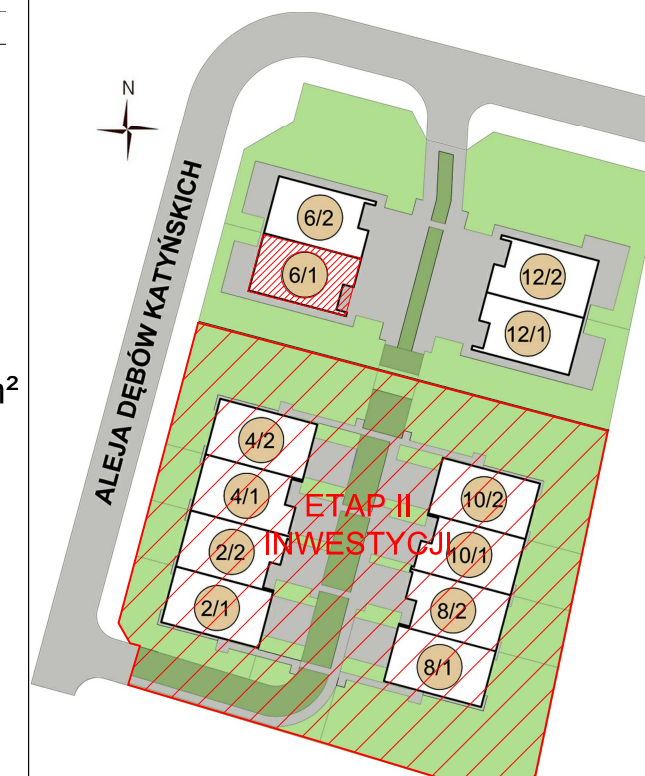 N
ALEJA DĘBÓW KATYŃSKICH
6/2
6/1
12/2
12/1
m²
4/2
4/1
2/2
2/1
ETAP II
INWESTYCJI
10/2
10/1
8/2
8/1